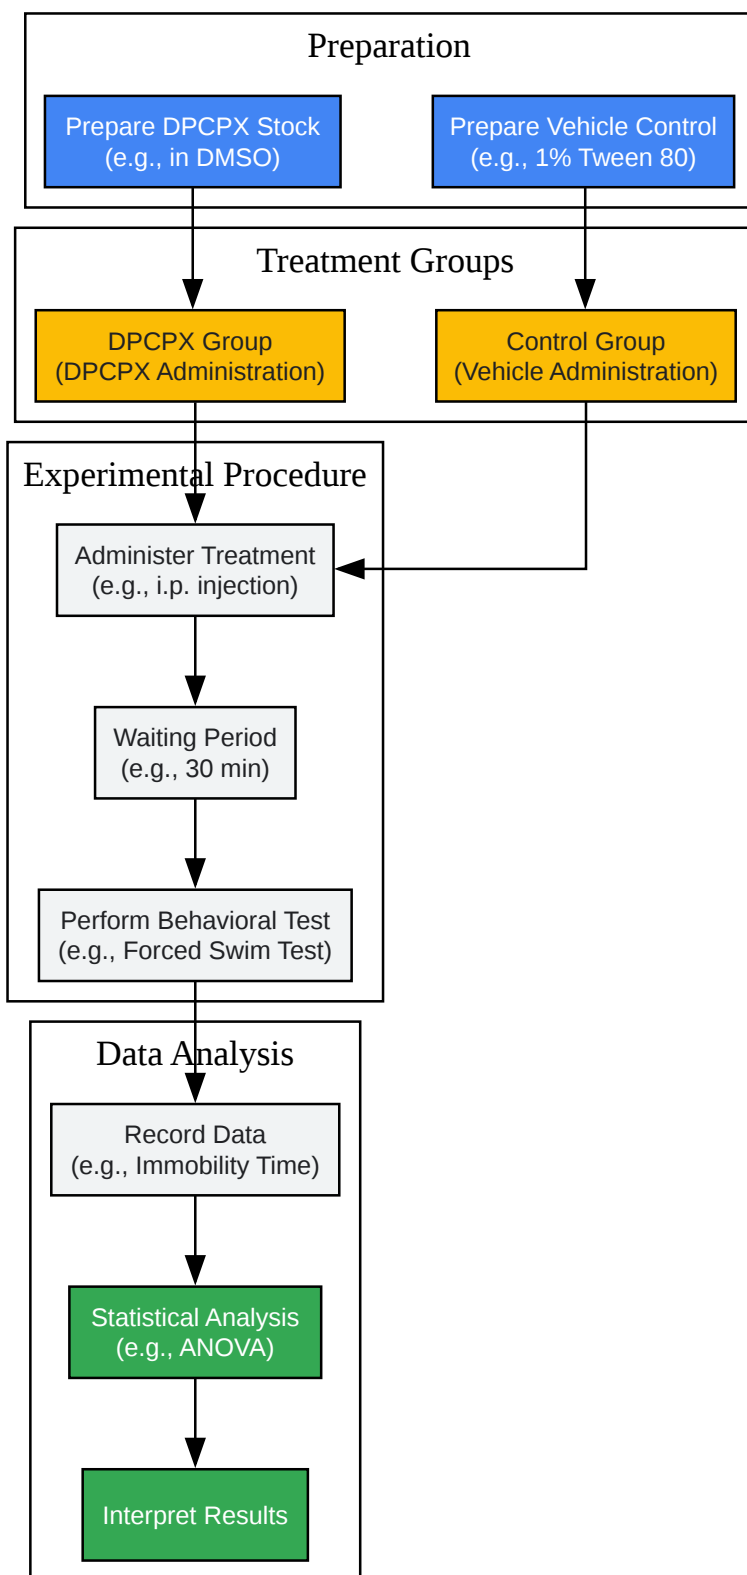 Preparation
Prepare DPCPX Stock
(e.g., in DMSO)
Prepare Vehicle Control
(e.g., 1% Tween 80)
Treatment Groups
DPCPX Group
(DPCPX Administration)
Control Group
(Vehicle Administration)
Experimental Procedure
Administer Treatment
(e.g., i.p. injection)
Waiting Period
(e.g., 30 min)
Perform Behavioral Test
(e.g., Forced Swim Test)
Data Analysis
Record Data
(e.g., Immobility Time)
Statistical Analysis
(e.g., ANOVA)
Interpret Results